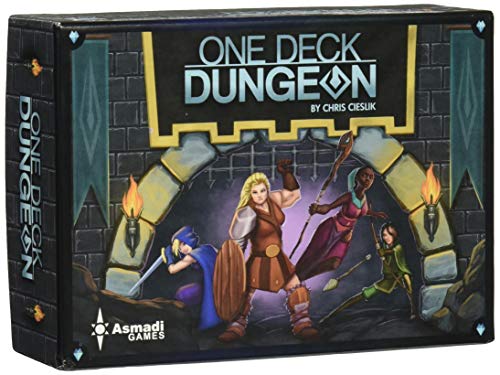 ONE DECK
DUNGEON
BY CHRIS CIESLIK
ONE DECK
DUNGEON
Asmadi
GAMES